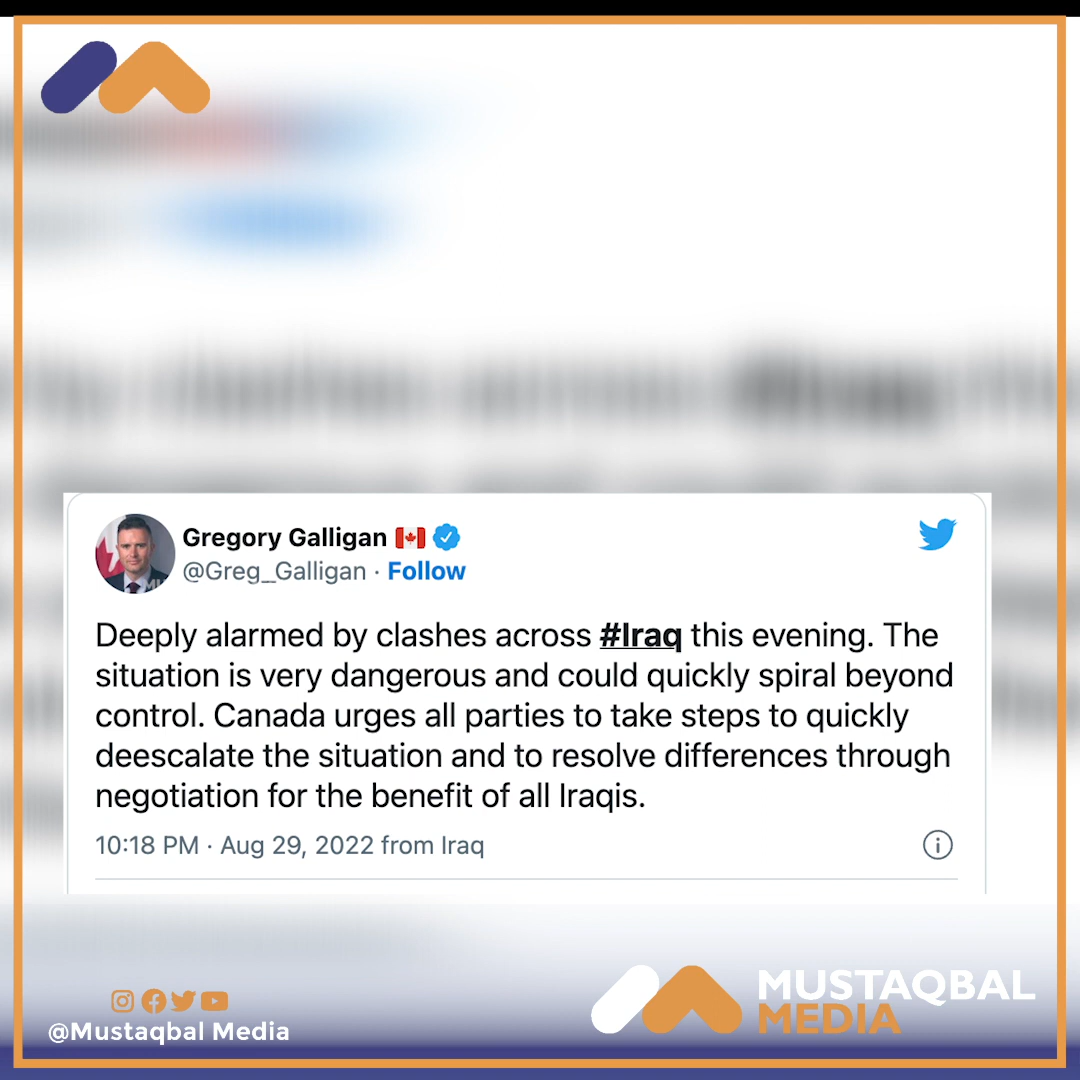 Gregory Galligan
@Greg_Galligan · Follow
Deeply alarmed by clashes across #Iraq this evening. The
situation is very dangerous and could quickly spiral beyond
control. Canada urges all parties to take steps to quickly
deescalate the situation and to resolve differences through
negotiation for the benefit of all Iraqis.
10:18 PM · Aug 29, 2022 from Iraq
@Mustaqbal Media
MUSTAQBAL
MEDIA